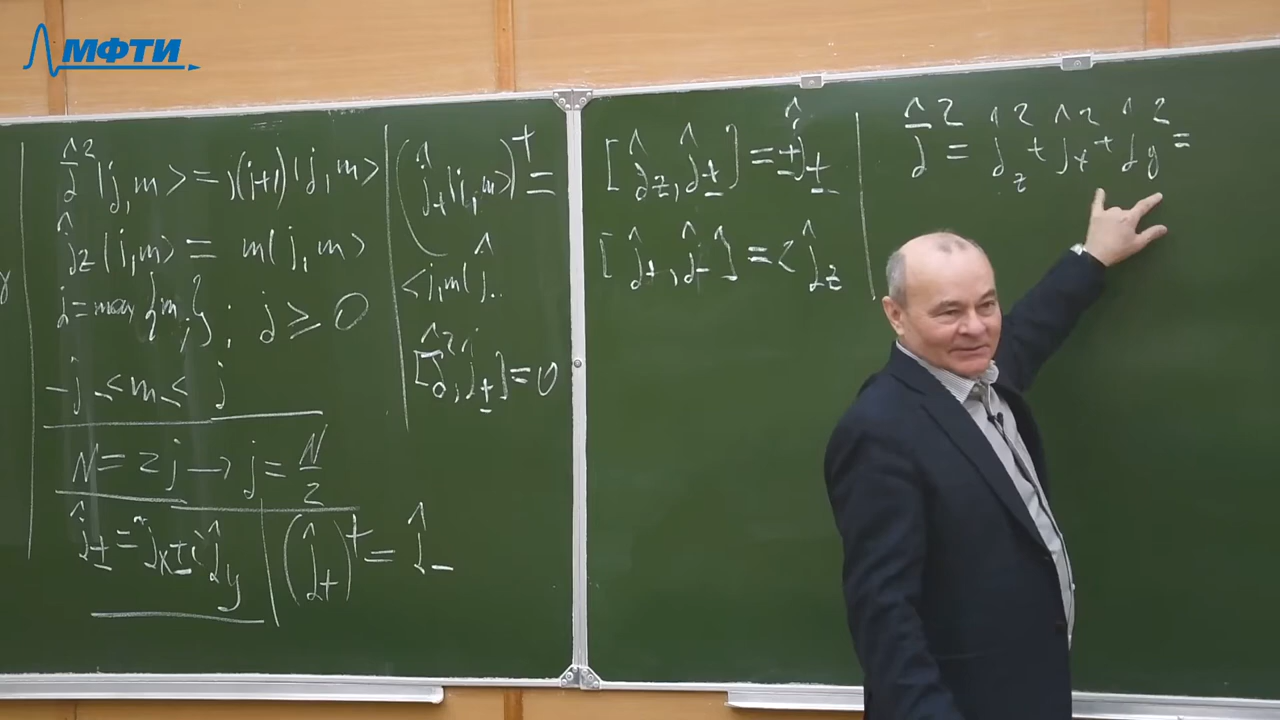 МФТИ
ĵ²|j,m> = j(j+1)|j,m>
ĵz|j,m> = m|j,m>
j = max{m}; j ≥ 0
-j ≤ m ≤ j
N = 2j → j = N/2
ĵ± = ĵx ± iĵy | (ĵ+)⁺ = ĵ-
(ĵ+|j,m>)⁺ =
<j,m|ĵ..
[ĵ², ĵ±] = 0
[ĵz, ĵ±] = ±ĵ±
[ĵ+, ĵ-] = 2ĵz
ĵ² = ĵz² + ĵx² + ĵy² =